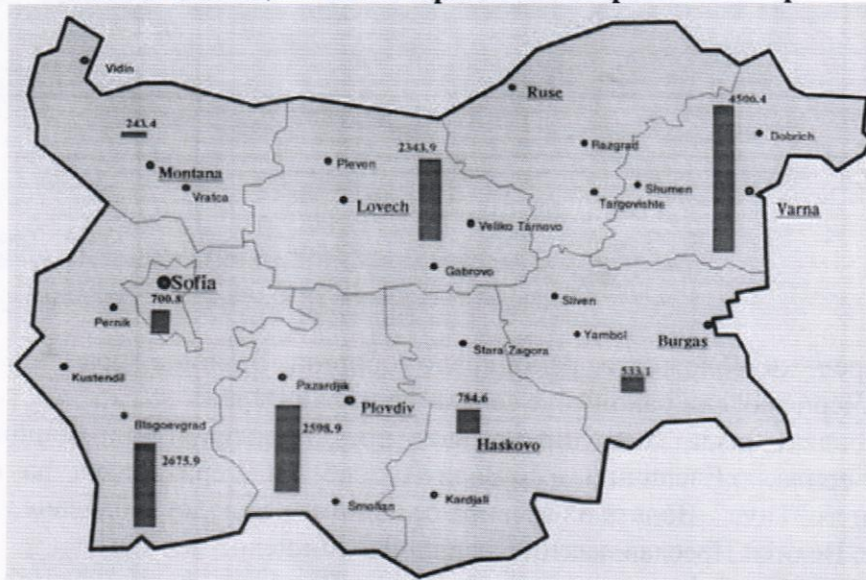 Vidin
Ruse
4506.4
243.4
Dobrich
2343.9
Razgrad
Pleven
Montana
Shumen
Vratca
Targovishte
Varna
Lovech
Veliko Tarnovo
Gabrovo
Sofia
700.8
Sliven
Pernik
Yambol
Burgas
Stara Zagora
Kustendil
533.1
Pazardjik
784.6
Plovdiv
Blagoevgrad
2598.9
Haskovo
2675.9
Smolian
Kardjali